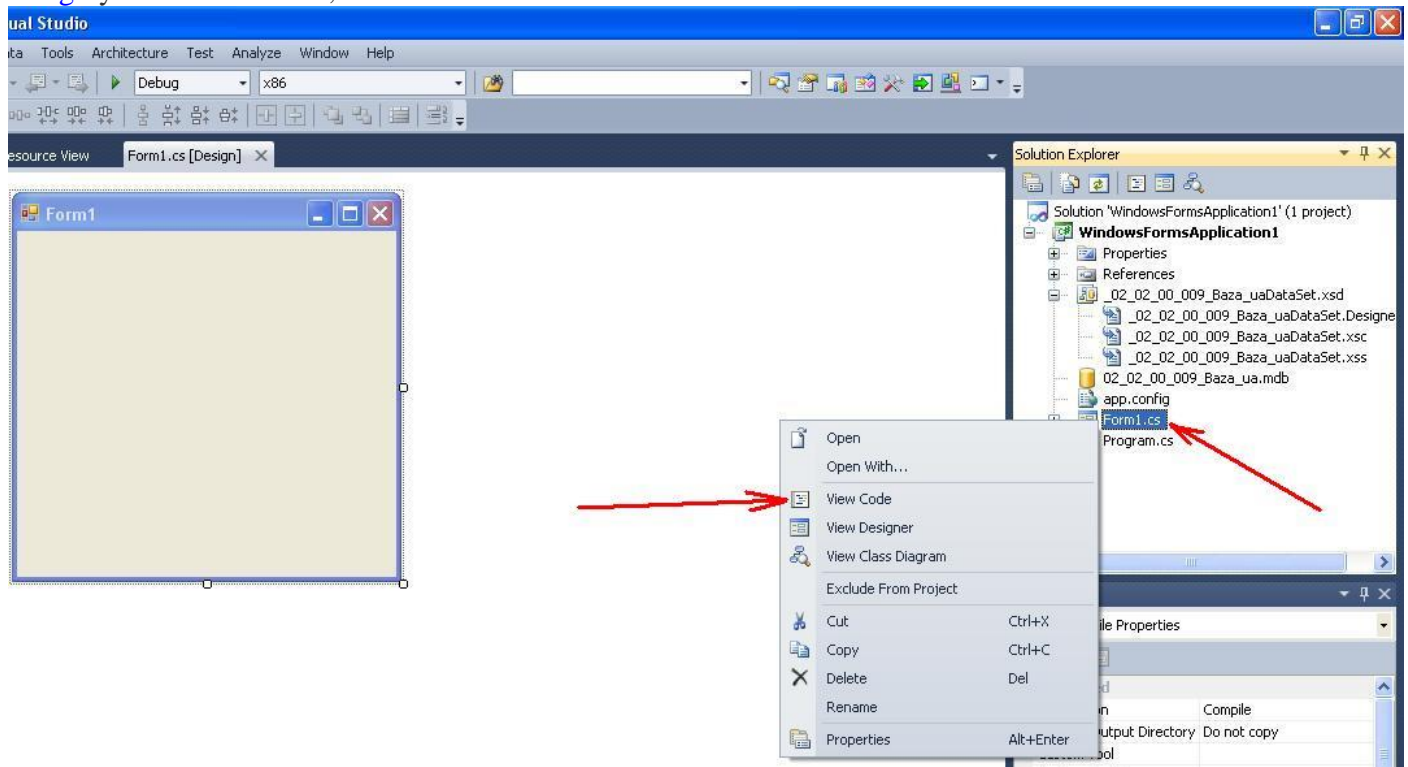 ual Studio
Tools Architecture Test Analyze Window Help
Debug x86
esource View Form1.cs [Design]
Solution Explorer
Form1
Solution 'WindowsFormsApplication1' (1 project)
WindowsFormsApplication1
Properties
References
_02_02_00_009_Baza_uaDataSet.xsd
_02_02_00_009_Baza_uaDataSet.Designe
_02_02_00_009_Baza_uaDataSet.xsc
_02_02_00_009_Baza_uaDataSet.xss
02_02_00_009_Baza_ua.mdb
app.config
Form1.cs
Program.cs
Open
Open With...
View Code
View Designer
View Class Diagram
Exclude From Project
Cut Ctrl+X
Copy Ctrl+C
Delete Del
Rename
Properties Alt+Enter
ile Properties
Compile
utput Directory Do not copy